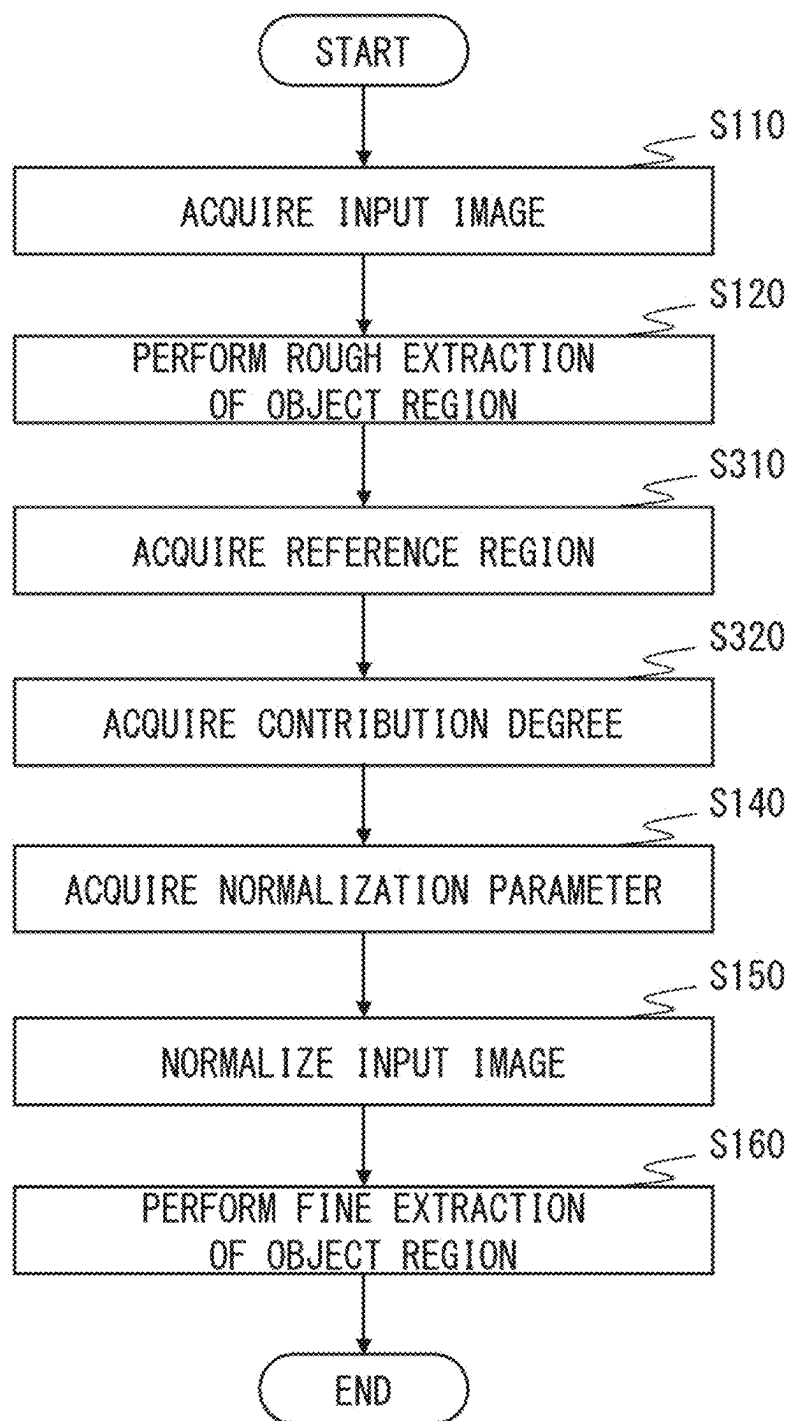 START
S110
ACQUIRE INPUT IMAGE
S120
PERFORM ROUGH EXTRACTION
OF OBJECT REGION
S310
ACQUIRE REFERENCE REGION
S320
ACQUIRE CONTRIBUTION DEGREE
S140
ACQUIRE NORMALIZATION PARAMETER
S150
NORMALIZE INPUT IMAGE
S160
PERFORM FINE EXTRACTION
OF OBJECT REGION
END